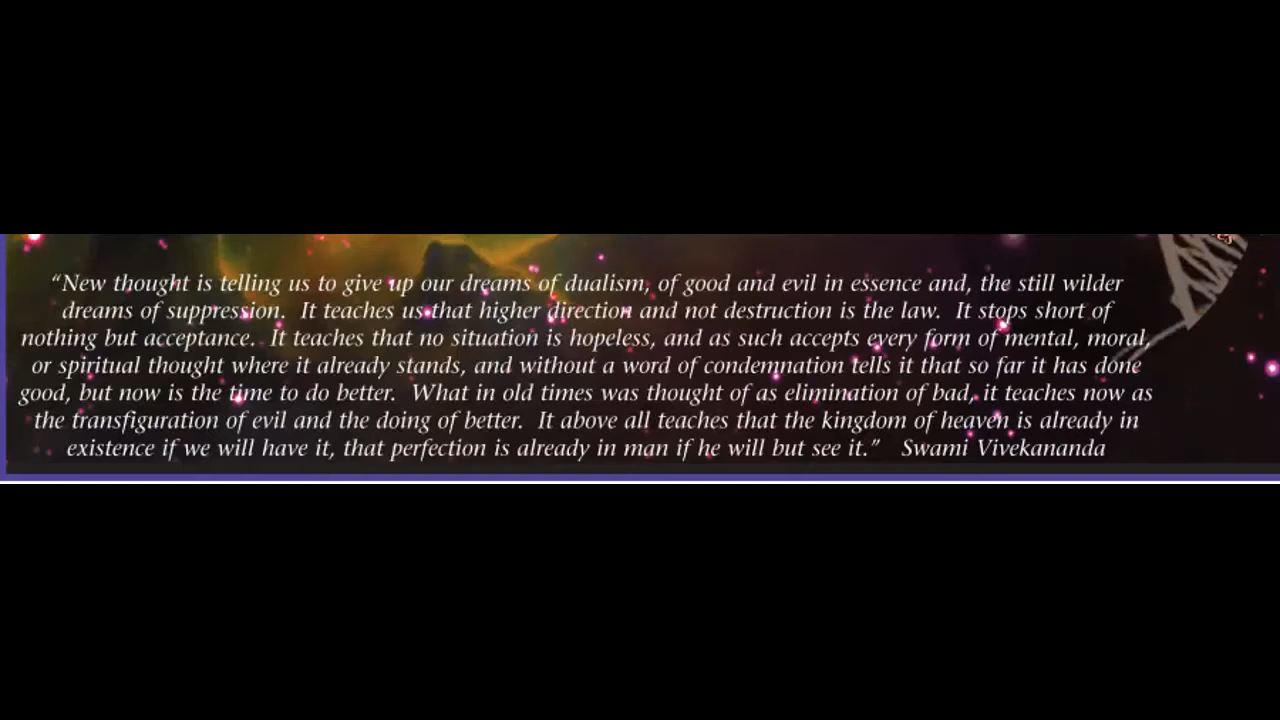 “New thought is telling us to give up our dreams of dualism, of good and evil in essence and, the still wilder
dreams of suppression.  It teaches us that higher direction and not destruction is the law.  It stops short of
nothing but acceptance.  It teaches that no situation is hopeless, and as such accepts every form of mental, moral,
or spiritual thought where it already stands, and without a word of condemnation tells it that so far it has done
good, but now is the time to do better.  What in old times was thought of as elimination of bad, it teaches now as
the transfiguration of evil and the doing of better.  It above all teaches that the kingdom of heaven is already in
existence if we will have it, that perfection is already in man if he will but see it.”   Swami Vivekananda